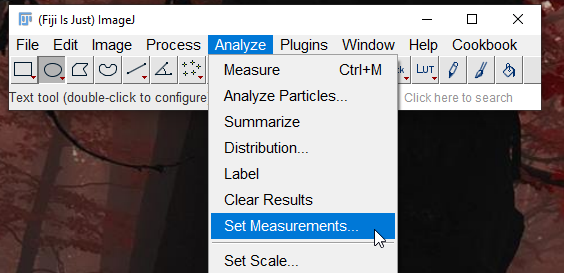 (Fiji Is Just) ImageJ
File Edit Image Process Analyze Plugins Window Help Cookbook
LUT
Text tool (double-click to configure
Click here to search
Measure Ctrl+M
Analyze Particles...
Summarize
Distribution...
Label
Clear Results
Set Measurements...
Set Scale...